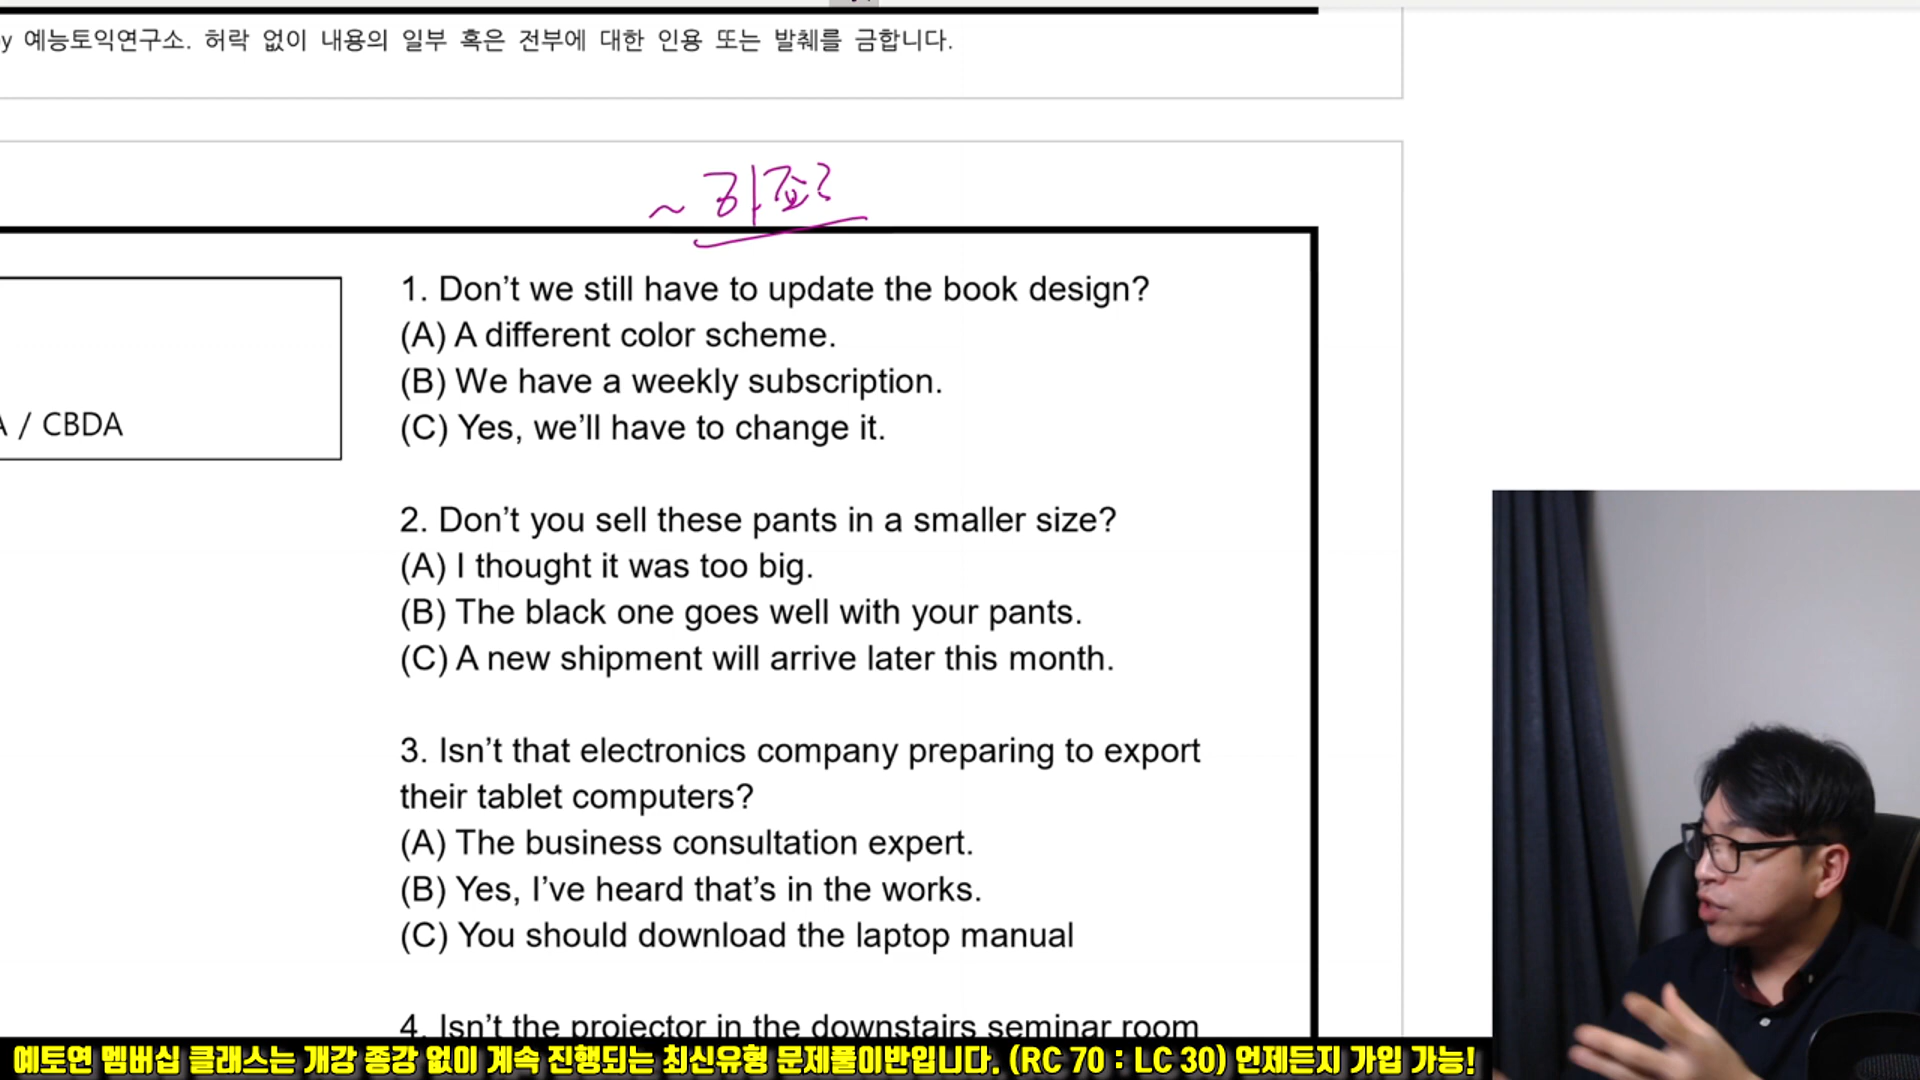 y 예능토익연구소. 허락 없이 내용의 일부 혹은 전부에 대한 인용 또는 발췌를 금합니다.
~ 하죠?
A / CBDA
1. Don’t we still have to update the book design?
(A) A different color scheme.
(B) We have a weekly subscription.
(C) Yes, we’ll have to change it.
2. Don’t you sell these pants in a smaller size?
(A) I thought it was too big.
(B) The black one goes well with your pants.
(C) A new shipment will arrive later this month.
3. Isn’t that electronics company preparing to export
their tablet computers?
(A) The business consultation expert.
(B) Yes, I’ve heard that’s in the works.
(C) You should download the laptop manual
4. Isn’t the projector in the downstairs seminar room
예토연 멤버십 클래스는 개강 종강 없이 계속 진행되는 최신유형 문제풀이반입니다. (RC 70 : LC 30) 언제든지 가입 가능!